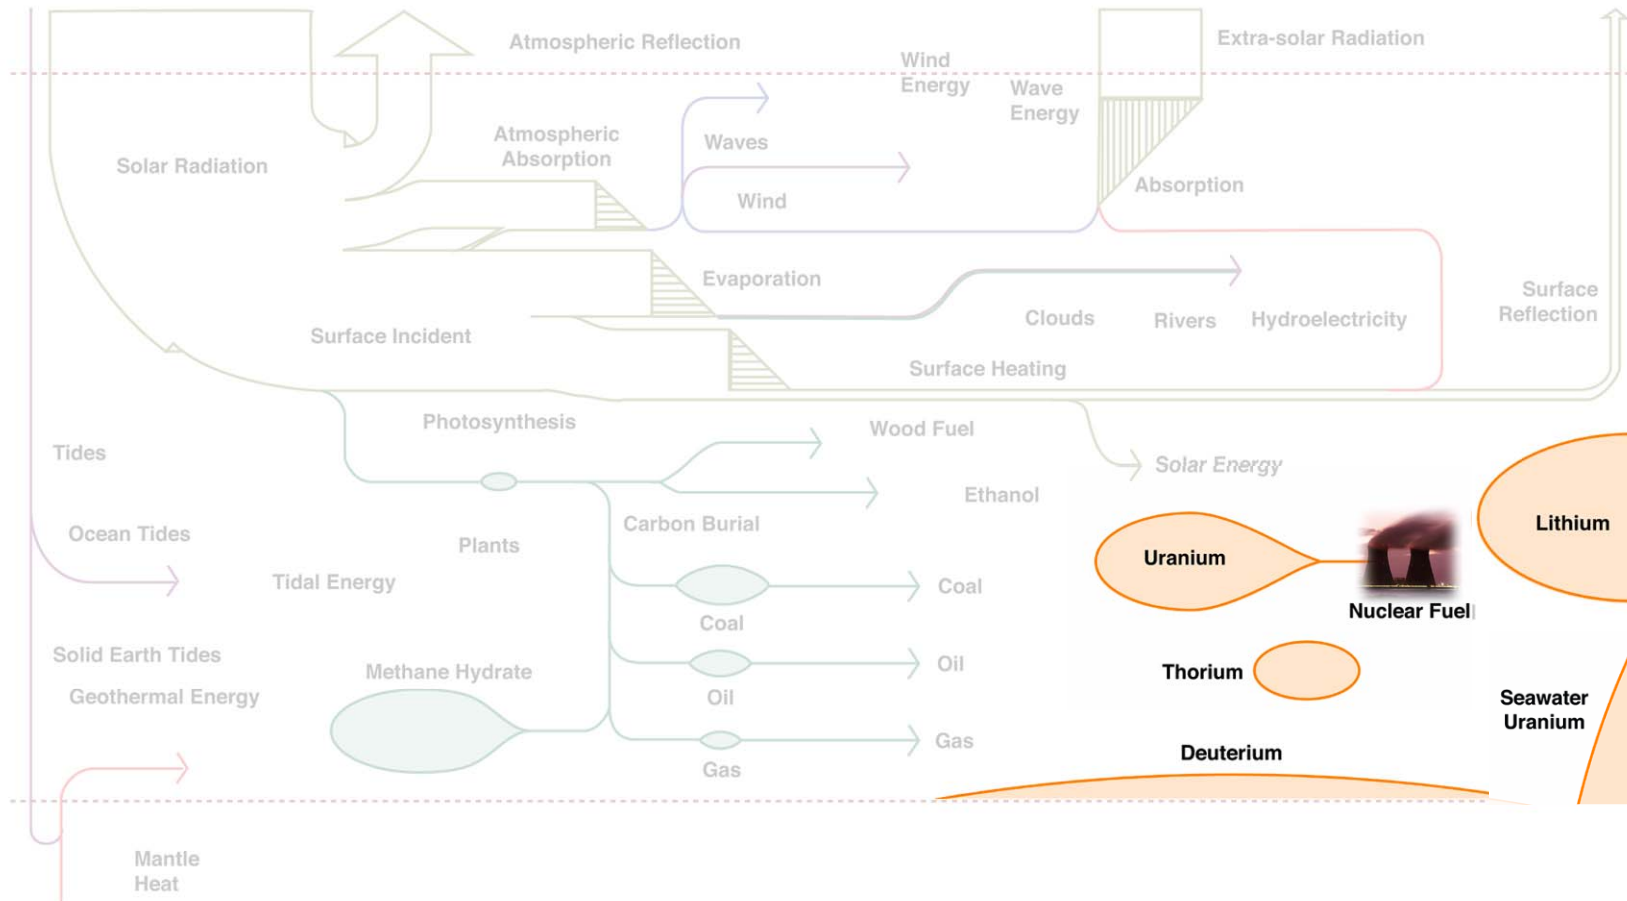 Atmospheric Reflection
Extra-solar Radiation
Wind
Energy
Wave
Energy
Atmospheric
Absorption
Waves
Solar Radiation
Absorption
Wind
Evaporation
Surface
Reflection
Clouds
Rivers
Hydroelectricity
Surface Incident
Surface Heating
Photosynthesis
Wood Fuel
Tides
Solar Energy
Ethanol
Lithium
Carbon Burial
Ocean Tides
Plants
Uranium
Tidal Energy
Coal
Nuclear Fuel
Coal
Solid Earth Tides
Methane Hydrate
Oil
Thorium
Geothermal Energy
Oil
Seawater
Uranium
Gas
Deuterium
Gas
Mantle
Heat